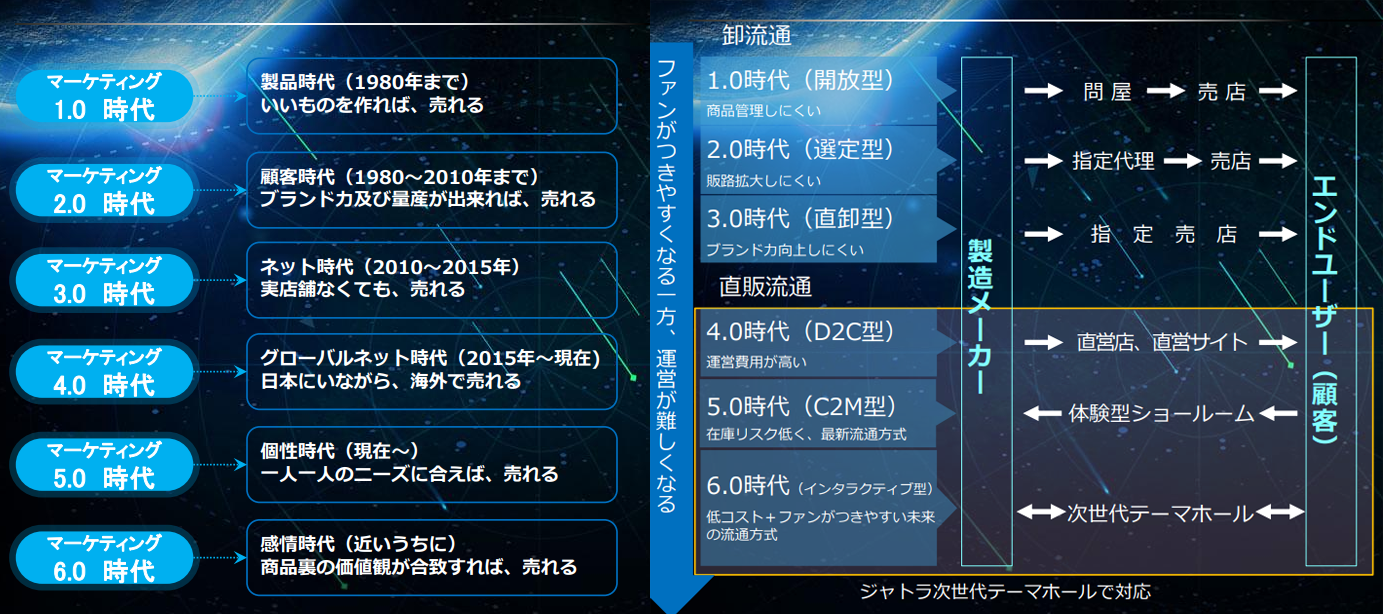 マーケティング
1.0 時代
製品時代（1980年まで）
いいものを作れば、売れる
マーケティング
2.0 時代
顧客時代（1980～2010年まで）
ブランド力及び量産が出来れば、売れる
マーケティング
3.0 時代
ネット時代（2010～2015年）
実店舗なくても、売れる
マーケティング
4.0 時代
グローバルネット時代（2015年～現在)
日本にいながら、海外で売れる
マーケティング
5.0 時代
個性時代（現在～）
一人一人のニーズに合えば、売れる
マーケティング
6.0 時代
感情時代（近いうちに）
商品裏の価値観が合致すれば、売れる
ファンがつきやすくなる一方、運営が難しくなる
卸流通
1.0時代（開放型）
商品管理しにくい
2.0時代（選定型）
販路拡大しにくい
3.0時代（直卸型）
ブランド力向上しにくい
直販流通
4.0時代（D2C型）
運営費用が高い
5.0時代（C2M型）
在庫リスク低く、最新流通方式
6.0時代（インタラクティブ型）
低コスト＋ファンがつきやすい未来
の流通方式
製造メーカー
問屋 売店
指定代理 売店
指定売店
直営店、直営サイト
体験型ショールーム
次世代テーマホール
エンドユーザー（顧客）
ジャトラ次世代テーマホールで対応